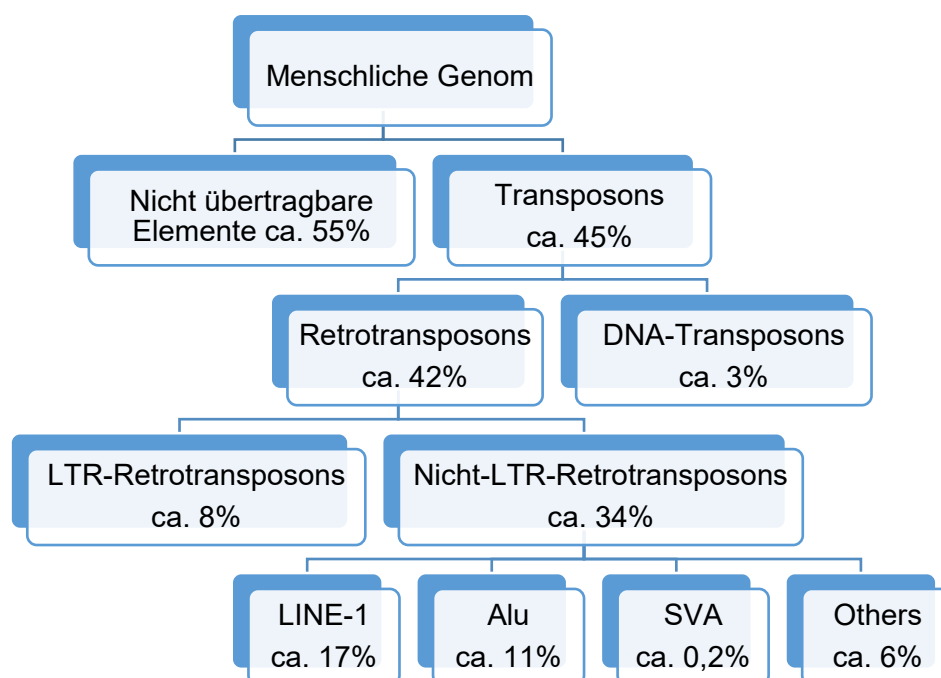 Menschliche Genom
Nicht übertragbare
Elemente ca. 55%
Transposons
ca. 45%
Retrotransposons
ca. 42%
DNA-Transposons
ca. 3%
LTR-Retrotransposons
ca. 8%
Nicht-LTR-Retrotransposons
ca. 34%
LINE-1
ca. 17%
Alu
ca. 11%
SVA
ca. 0,2%
Others
ca. 6%